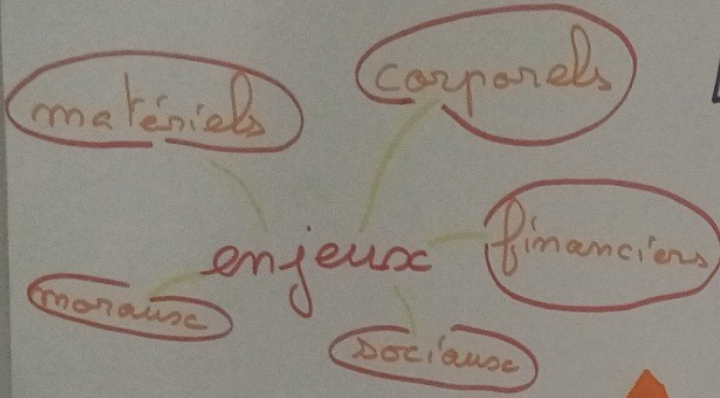 matériels
corporels
enjeux
financiers
moraux
sociaux